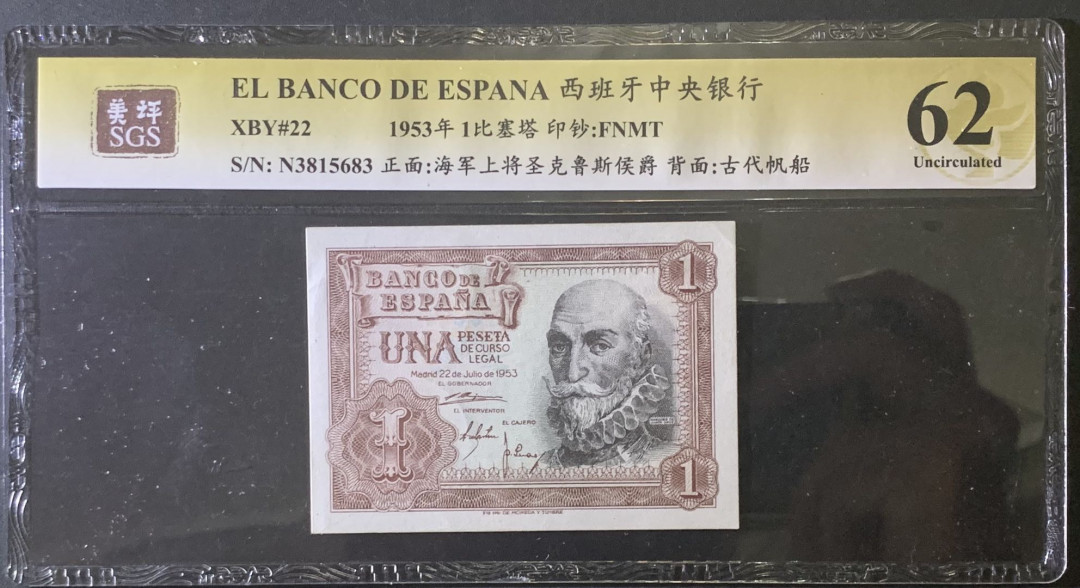 美评
SGS
EL BANCO DE ESPANA 西班牙中央银行
XBY#22 1953年 1比塞塔 印钞:FNMT
S/N: N3815683 正面:海军上将圣克鲁斯侯爵 背面:古代帆船
62
Uncirculated
BANCO DE
ESPAÑA
UNA PESETA
DE CURSO
LEGAL
Madrid 22 de Julio de 1953
EL GOBERNADOR
EL INTERVENTOR
EL CAJERO
1
1
1